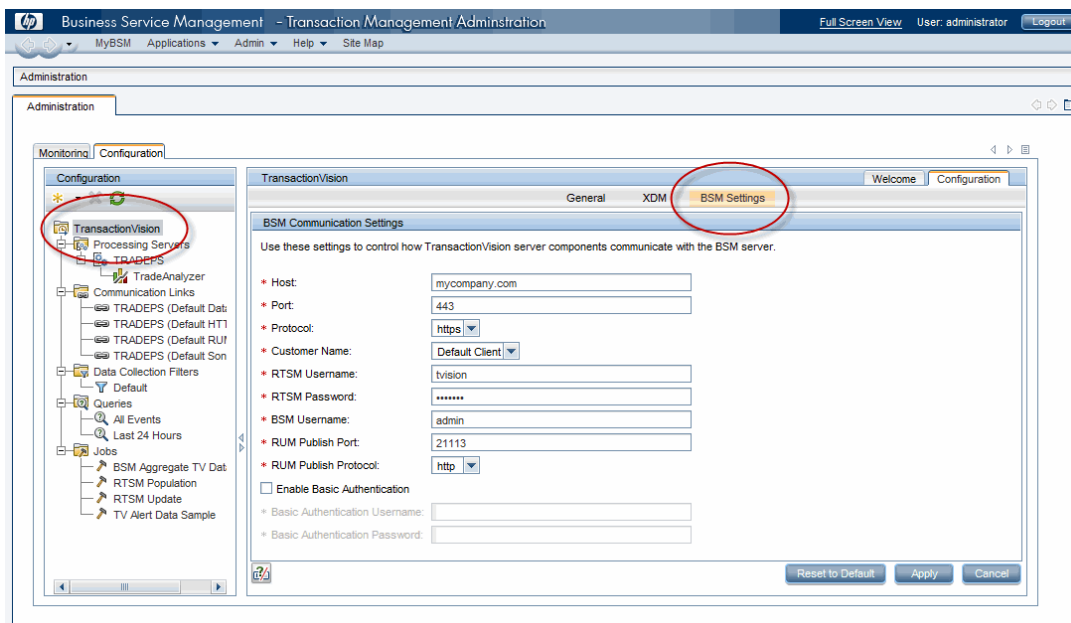 hp Business Service Management - Transaction Management Adminstration Full Screen View User: administrator Logout
MyBSM Applications Admin Help Site Map
Administration
Administration
Monitoring Configuration
Configuration
TransactionVision
Processing Servers
TRADEPS
TradeAnalyzer
Communication Links
TRADEPS (Default Data
TRADEPS (Default HTT
TRADEPS (Default RUM
TRADEPS (Default Son
Data Collection Filters
Default
Queries
All Events
Last 24 Hours
Jobs
BSM Aggregate TV Dat
RTSM Population
RTSM Update
TV Alert Data Sample
TransactionVision Welcome Configuration
General XDM BSM Settings
BSM Communication Settings
Use these settings to control how TransactionVision server components communicate with the BSM server.
* Host: mycompany.com
* Port: 443
* Protocol: https
* Customer Name: Default Client
* RTSM Username: tvision
* RTSM Password: •••••••
* BSM Username: admin
* RUM Publish Port: 21113
* RUM Publish Protocol: http
Enable Basic Authentication
* Basic Authentication Username:
* Basic Authentication Password:
Reset to Default Apply Cancel